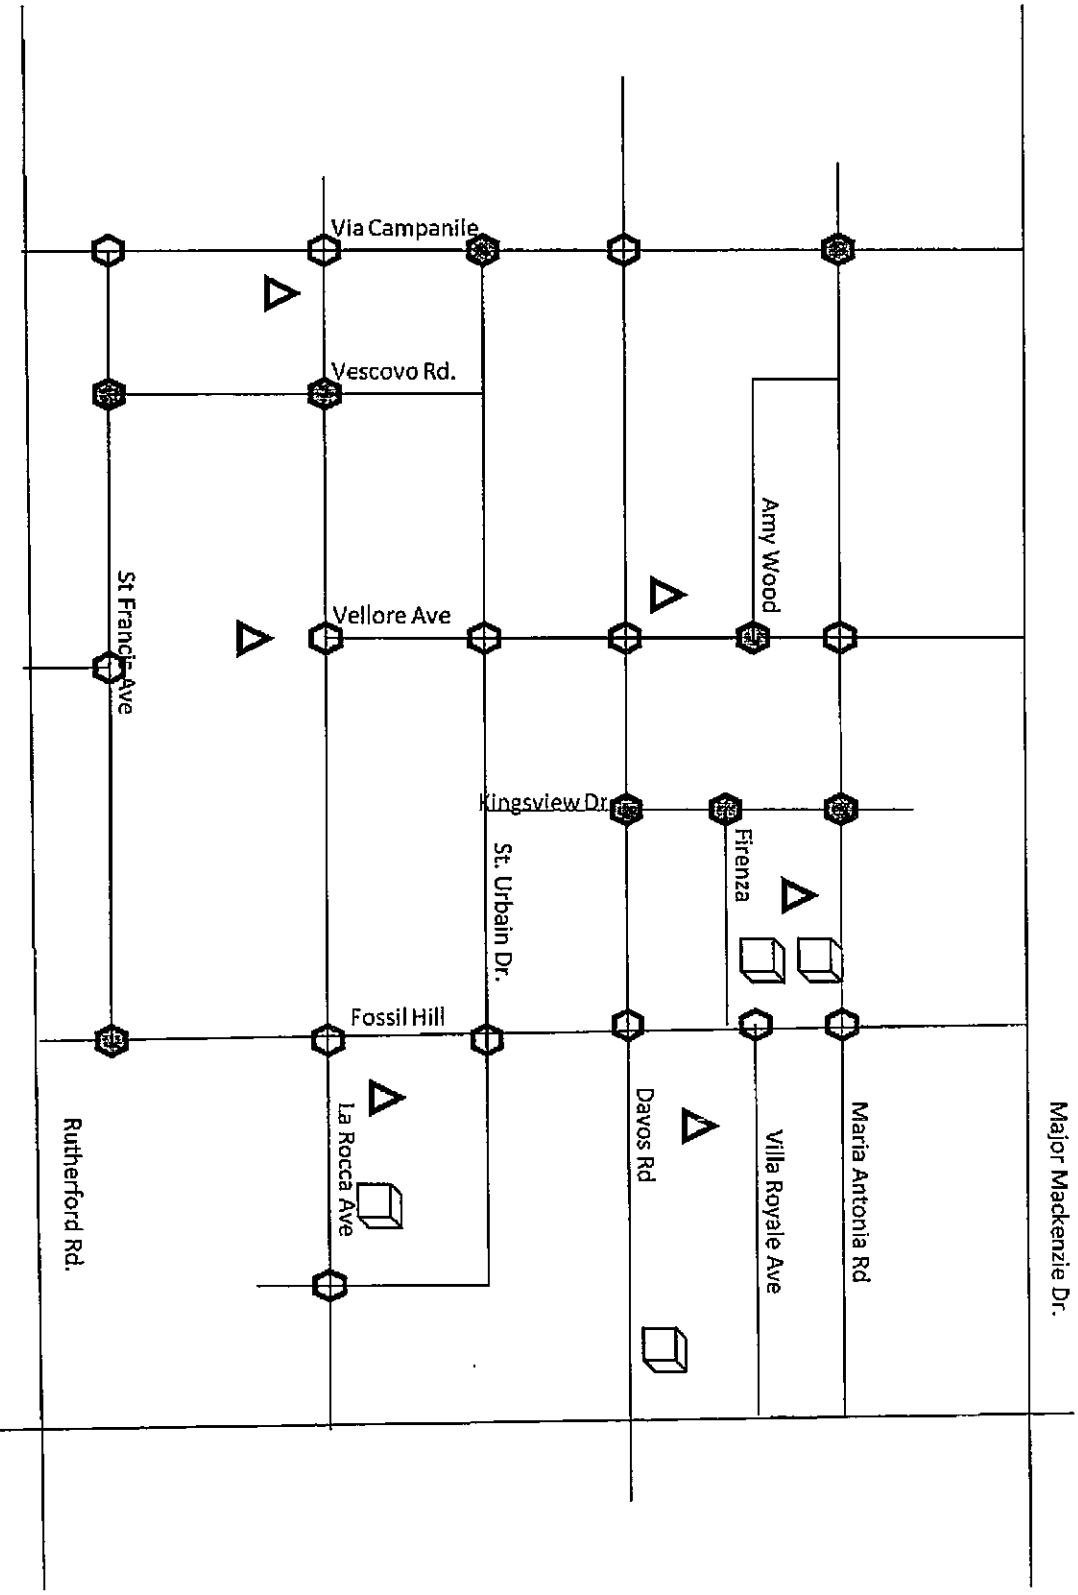 Via Campanile
Vescovo Rd.
Amy Wood
St Francis Ave
Vellore Ave
Kingsview Dr
Firenza
St. Urbain Dr.
Fossil Hill
La Rocca Ave
Davos Rd
Villa Royale Ave
Maria Antonia Rd
Major Mackenzie Dr.
Rutherford Rd.